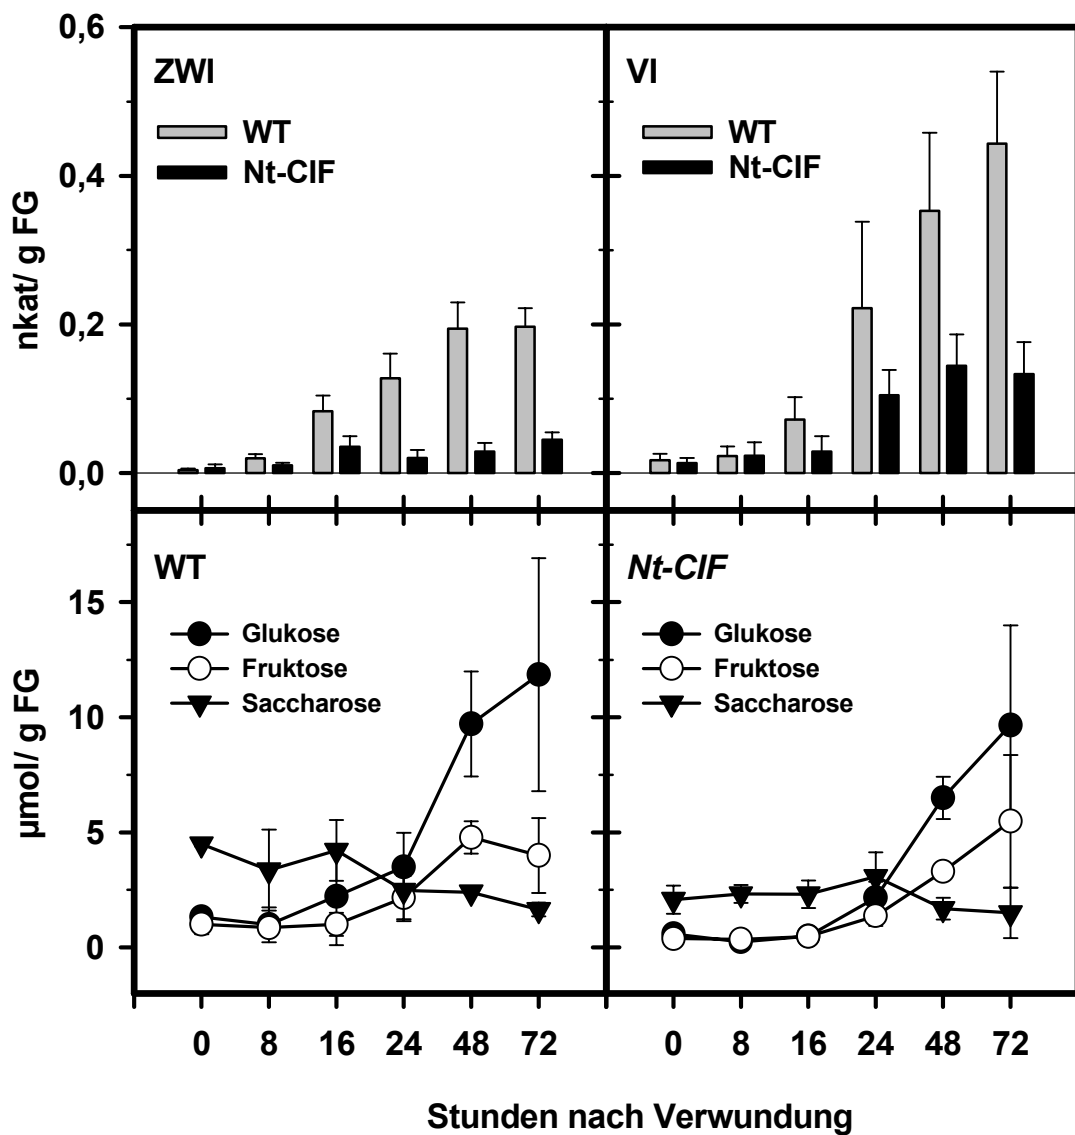 0,6
0,4
0,2
0,0
nkat/ g FG
ZWI
WT
Nt-CIF
VI
WT
Nt-CIF
15
10
5
0
µmol/ g FG
WT
Glukose
Fruktose
Saccharose
Nt-CIF
Glukose
Fruktose
Saccharose
0 8 16 24 48 72
0 8 16 24 48 72
Stunden nach Verwundung